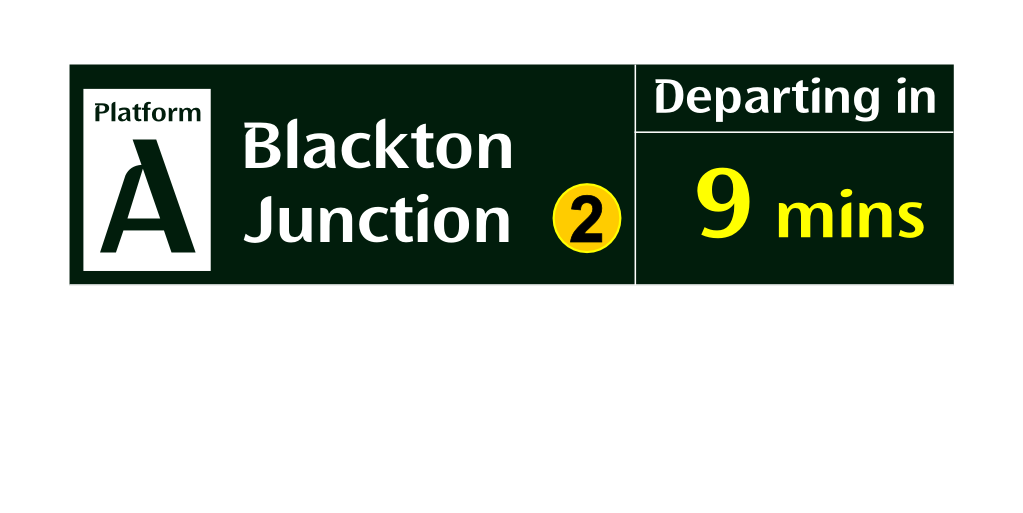 Platform
A
Blackton
Junction
2
Departing in
9 mins